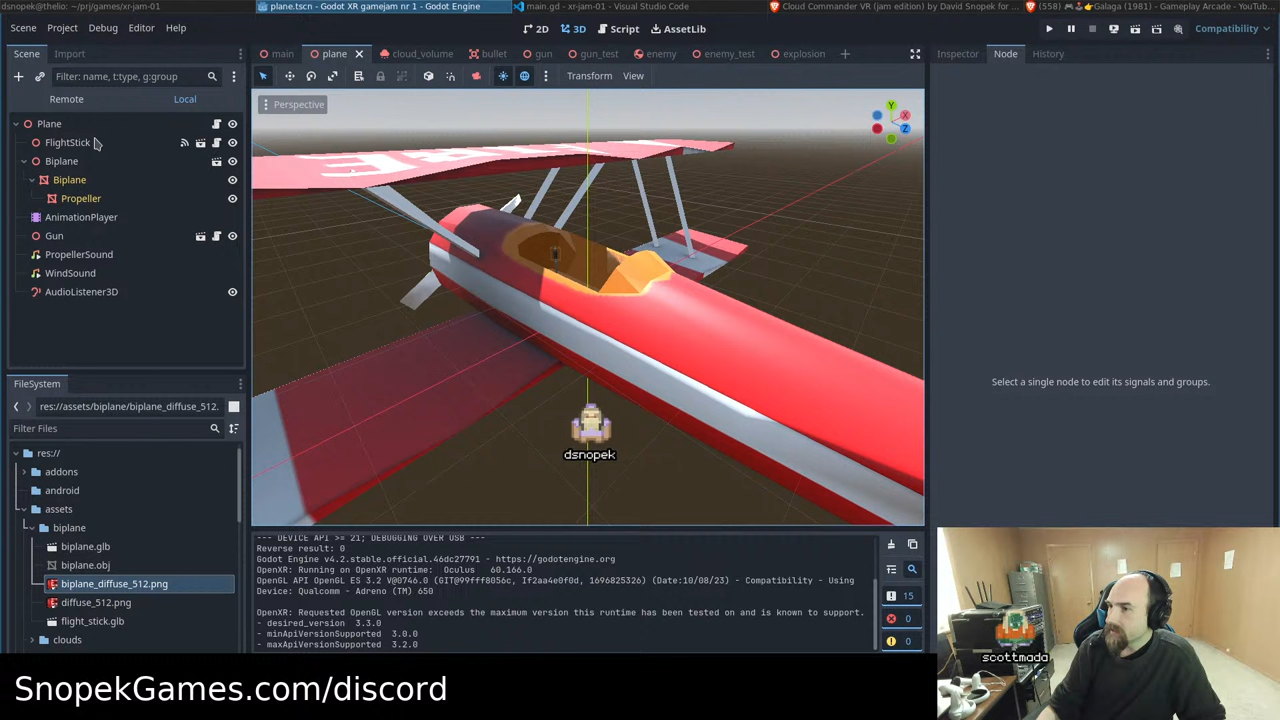 dsnopek@thelio: ~/prj/games/xr-jam-01
plane.tscn - Godot XR gamejam nr 1 - Godot Engine
main.gd - xr-jam-01 - Visual Studio Code
Cloud Commander VR (jam edition) by David Snopek on ...
(558) Galaga (1981) - Gameplay Arcade - YouTu...
Scene Project Debug Editor Help
2D 3D Script AssetLib
Compatibility
Scene Import
main plane cloud_volume bullet gun gun_test enemy enemy_test explosion
Inspector Node History
Filter: name, t:type, g:group
Transform View
Remote Local
Perspective
Y
X
Z
Plane
FlightStick
Biplane
Biplane
Propeller
AnimationPlayer
Gun
PropellerSound
WindSound
AudioListener3D
Select a single node to edit its signals and groups.
FileSystem
res://assets/biplane/biplane_diffuse_512.
Filter Files
res://
addons
android
assets
biplane
biplane.glb
biplane.obj
biplane_diffuse_512.png
diffuse_512.png
flight_stick.glb
clouds
dsnopek
--- DEVICE API >= 21; DEBUGGING OVER USB ---
Reverse result: 0
Godot Engine v4.2.stable.official.46dc27791 - https://godotengine.org
OpenXR: Running on OpenXR runtime: Oculus 60.166.0
OpenGL API OpenGL ES 3.2 V@0746.0 (GIT@99fff8056c, If2aa4e0f0d, 1696825326) (Date:10/08/23) - Compatibility - Using
Device: Qualcomm - Adreno (TM) 650
OpenXR: Requested OpenGL version exceeds the maximum version this runtime has been tested on and is known to support.
- desired_version 3.3.0
- minApiVersionSupported 3.0.0
- maxApiVersionSupported 3.2.0
15
0
0
scottmada
SnopekGames.com/discord